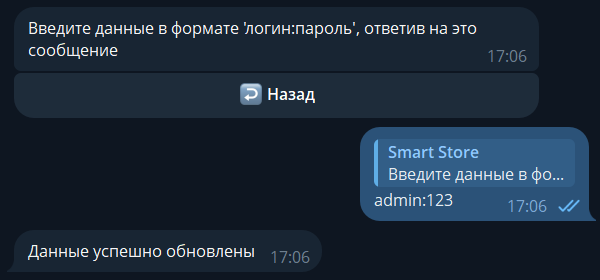 Введите данные в формате 'логин:пароль', ответив на это
сообщение
17:06
Назад
Smart Store
Введите данные в фо...
admin:123
17:06
Данные успешно обновлены
17:06